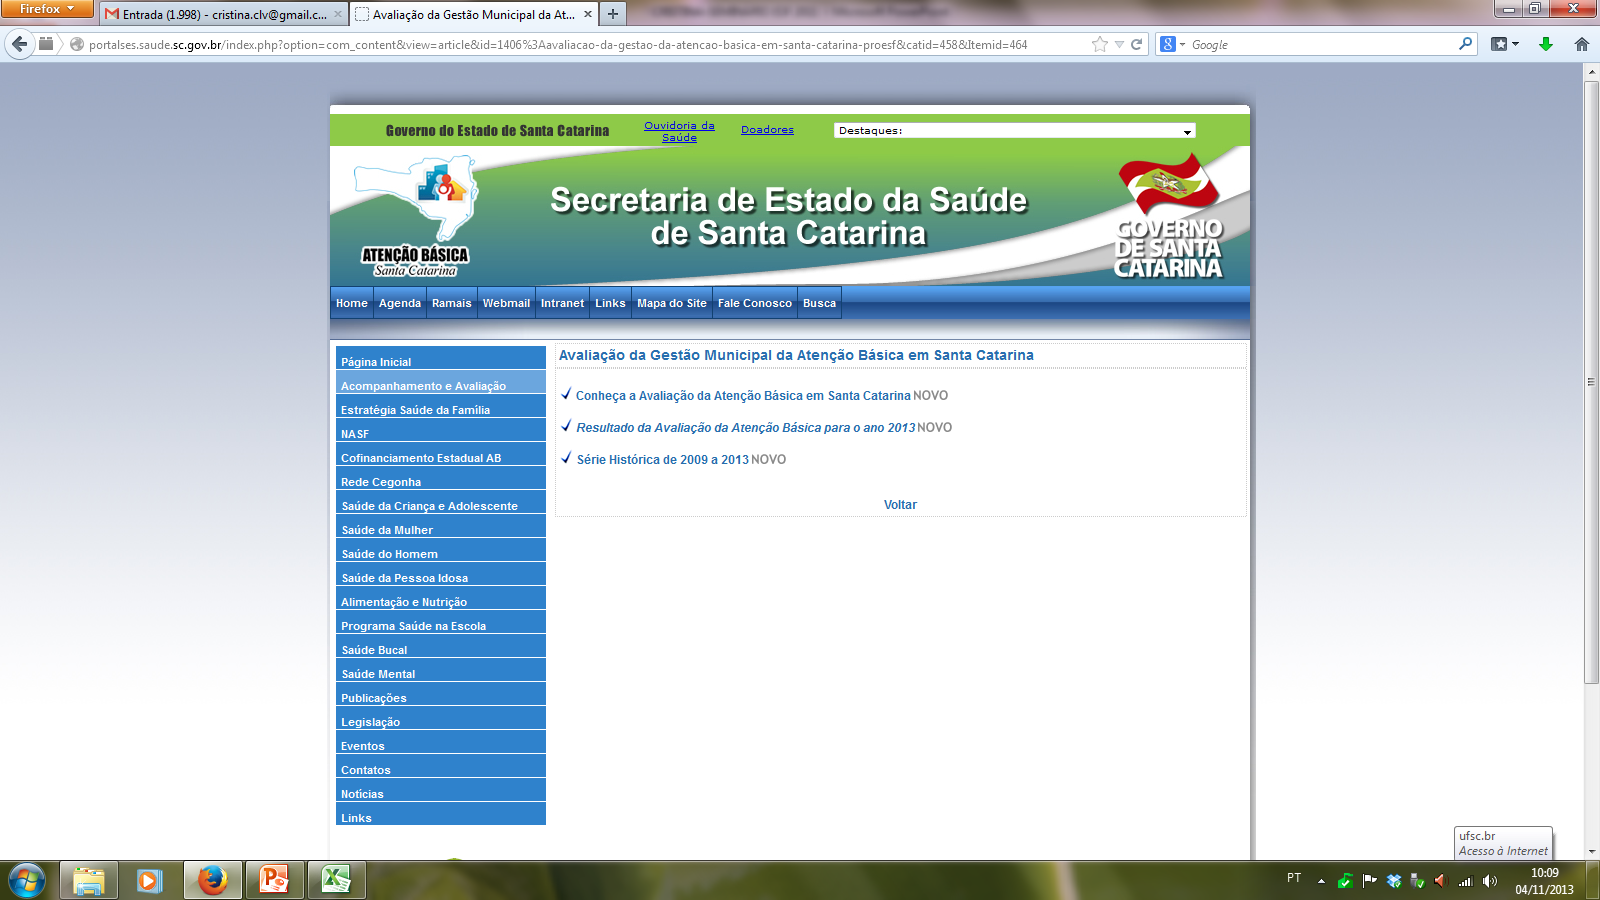 Firefox
Entrada (1.998) - cristina.clv@gmail.c...
Avaliação da Gestão Municipal da At...
portalses.saude.sc.gov.br/index.php?option=com_content&view=article&id=1406%3Aavaliacao-da-gestao-da-atencao-basica-em-santa-catarina-proesf&catid=458&Itemid=464
Google
Governo do Estado de Santa Catarina
Ouvidoria da
Saúde
Doadores
Destaques:
ATENÇÃO BÁSICA
Santa Catarina
Secretaria de Estado da Saúde
de Santa Catarina
GOVERNO
DE SANTA
CATARINA
Home Agenda Ramais Webmail Intranet Links Mapa do Site Fale Conosco Busca
Página Inicial
Acompanhamento e Avaliação
Estratégia Saúde da Família
NASF
Cofinanciamento Estadual AB
Rede Cegonha
Saúde da Criança e Adolescente
Saúde da Mulher
Saúde do Homem
Saúde da Pessoa Idosa
Alimentação e Nutrição
Programa Saúde na Escola
Saúde Bucal
Saúde Mental
Publicações
Legislação
Eventos
Contatos
Notícias
Links
Avaliação da Gestão Municipal da Atenção Básica em Santa Catarina
Conheça a Avaliação da Atenção Básica em Santa Catarina NOVO
Resultado da Avaliação da Atenção Básica para o ano 2013 NOVO
Série Histórica de 2009 a 2013 NOVO
Voltar
ufsc.br
Acesso à Internet
PT
10:09
04/11/2013